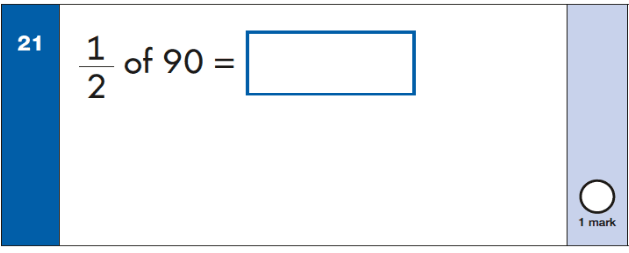 21
1/2 of 90 =
1 mark